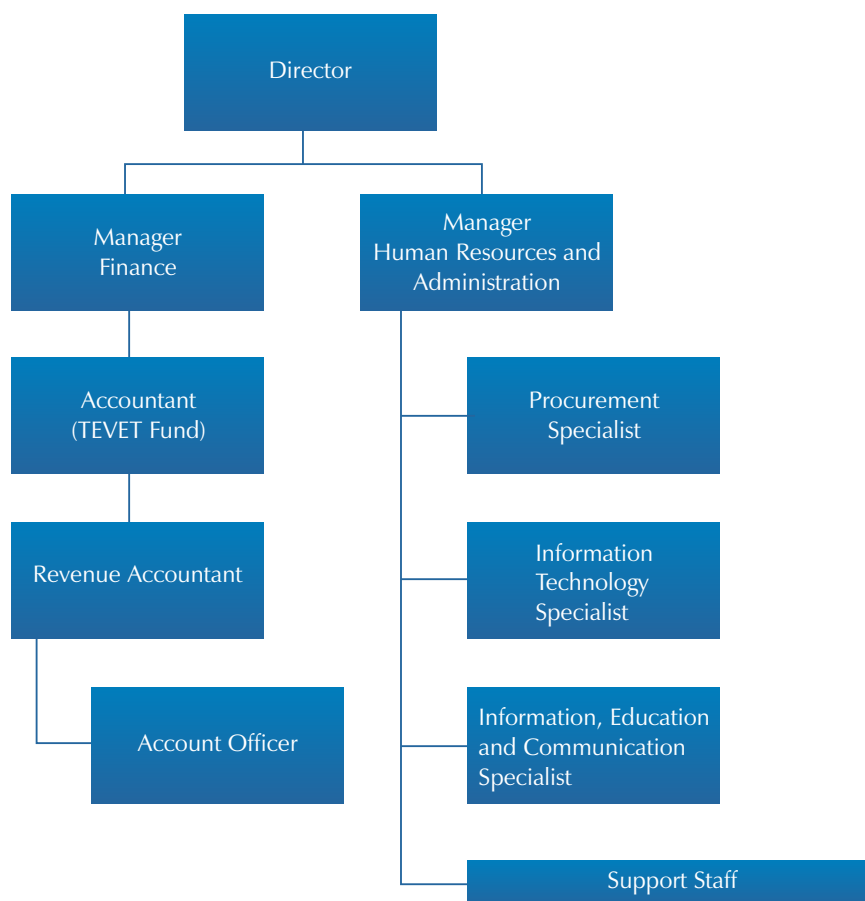 Director
Manager
Finance
Manager
Human Resources and
Administration
Accountant
(TEVET Fund)
Procurement
Specialist
Revenue Accountant
Information
Technology
Specialist
Account Officer
Information, Education
and Communication
Specialist
Support Staff